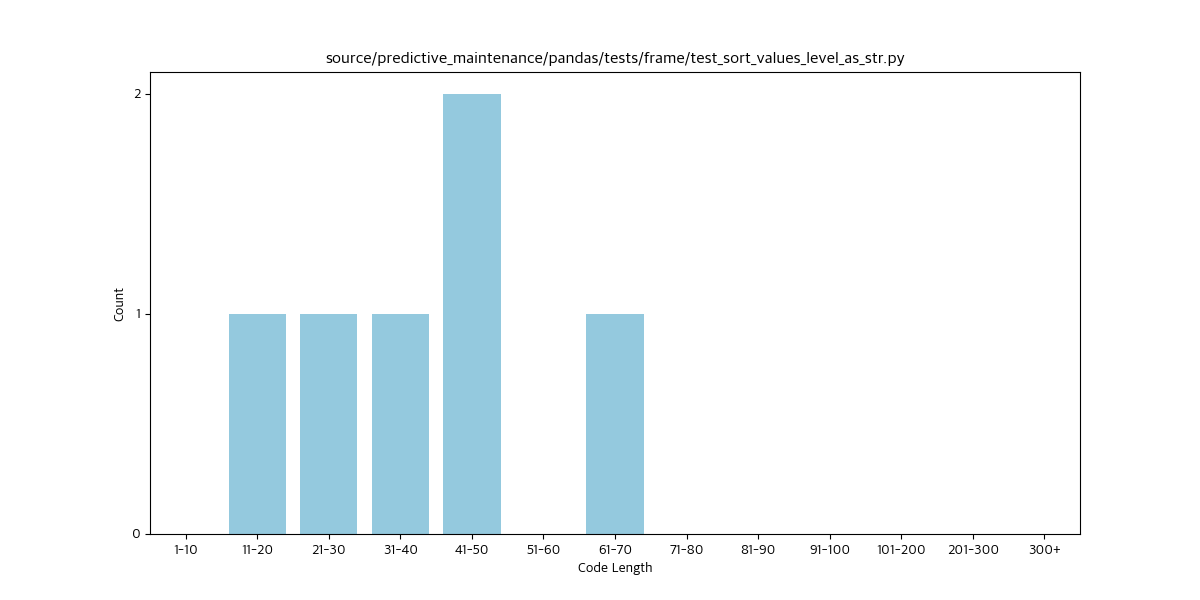 source/predictive_maintenance/pandas/tests/frame/test_sort_values_level_as_str.py
2
1
0
Count
1-10 11-20 21-30 31-40 41-50 51-60 61-70 71-80 81-90 91-100 101-200 201-300 300+
Code Length